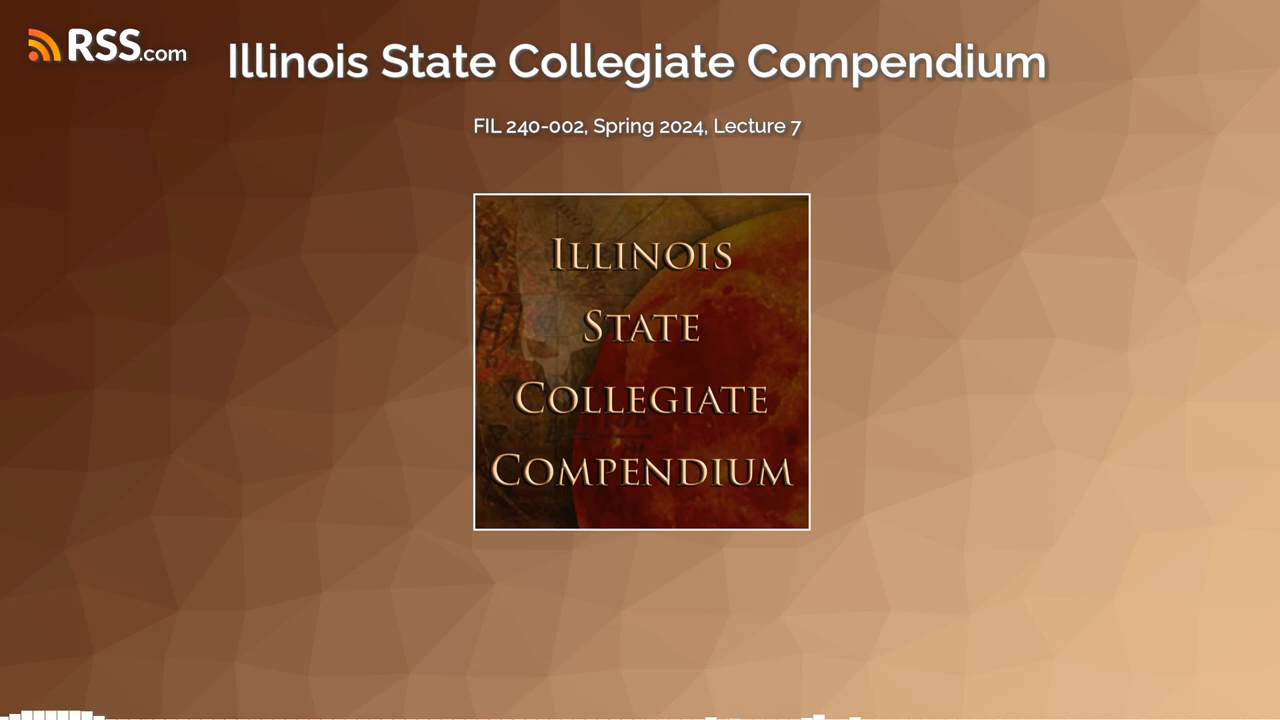 RSS.com
Illinois State Collegiate Compendium
FIL 240-002, Spring 2024, Lecture 7
ILLINOIS
STATE
COLLEGIATE
COMPENDIUM